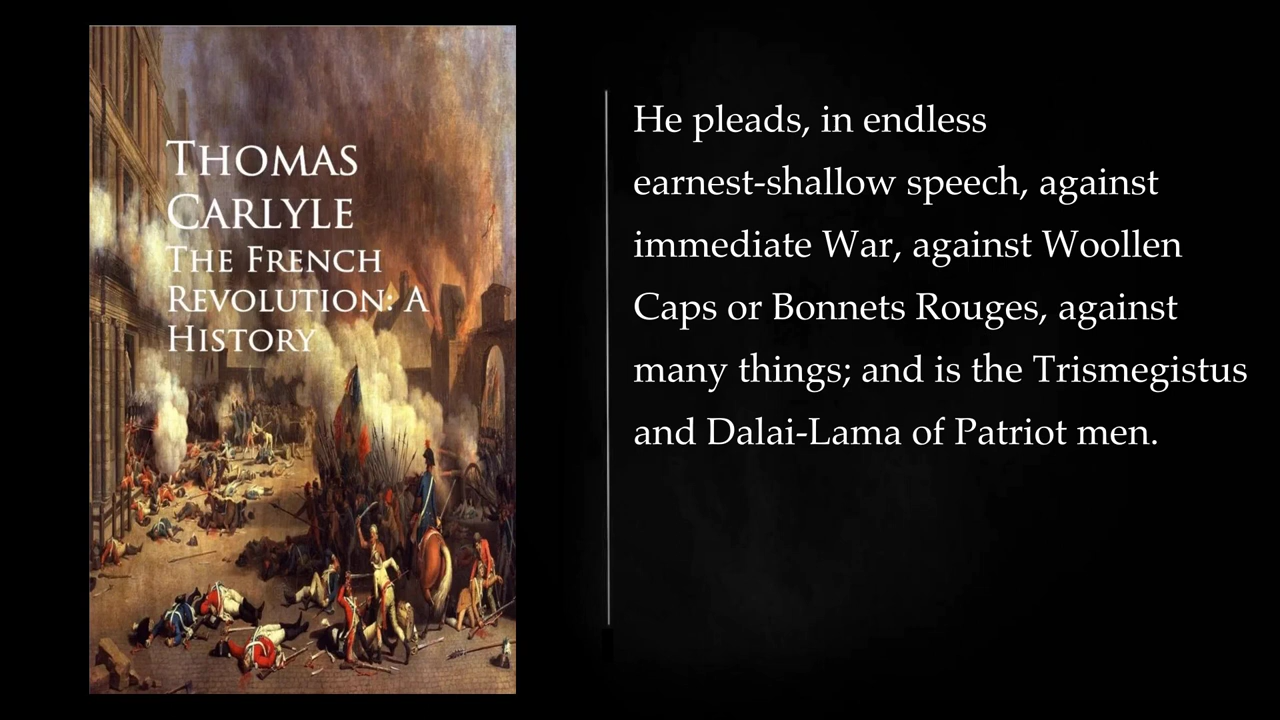 THOMAS
CARLYLE
THE FRENCH
REVOLUTION: A
HISTORY
He pleads, in endless
earnest-shallow speech, against
immediate War, against Woollen
Caps or Bonnets Rouges, against
many things; and is the Trismegistus
and Dalai-Lama of Patriot men.